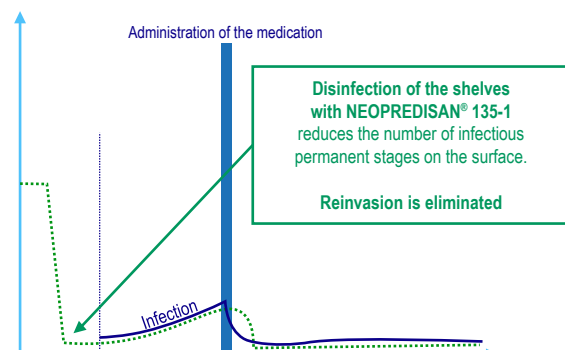 Administration of the medication
Disinfection of the shelves
with NEOPREDISAN® 135-1
reduces the number of infectious
permanent stages on the surface.
Reinvasion is eliminated
Infection